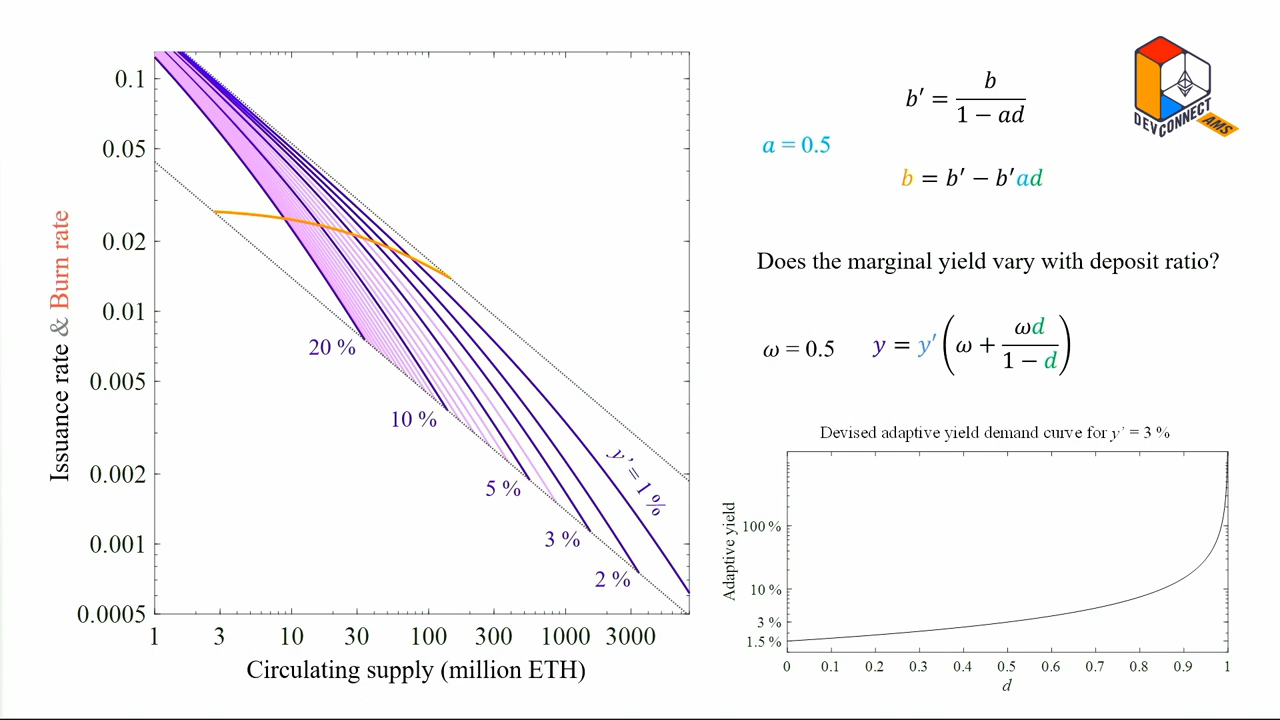 0.1
0.05
0.02
0.01
0.005
0.002
0.001
0.0005
Issuance rate & Burn rate
20 %
10 %
5 %
3 %
2 %
y' = 1 %
1 3 10 30 100 300 1000 3000
Circulating supply (million ETH)
b′ = b / (1 − ad)
a = 0.5
b = b′ − b′ad
DEVCONNECT
AMS
Does the marginal yield vary with deposit ratio?
ω = 0.5 y = y′(ω + ωd / (1 − d))
Devised adaptive yield demand curve for y' = 3 %
Adaptive yield
100 %
10 %
3 %
1.5 %
0 0.1 0.2 0.3 0.4 0.5 0.6 0.7 0.8 0.9 1
d